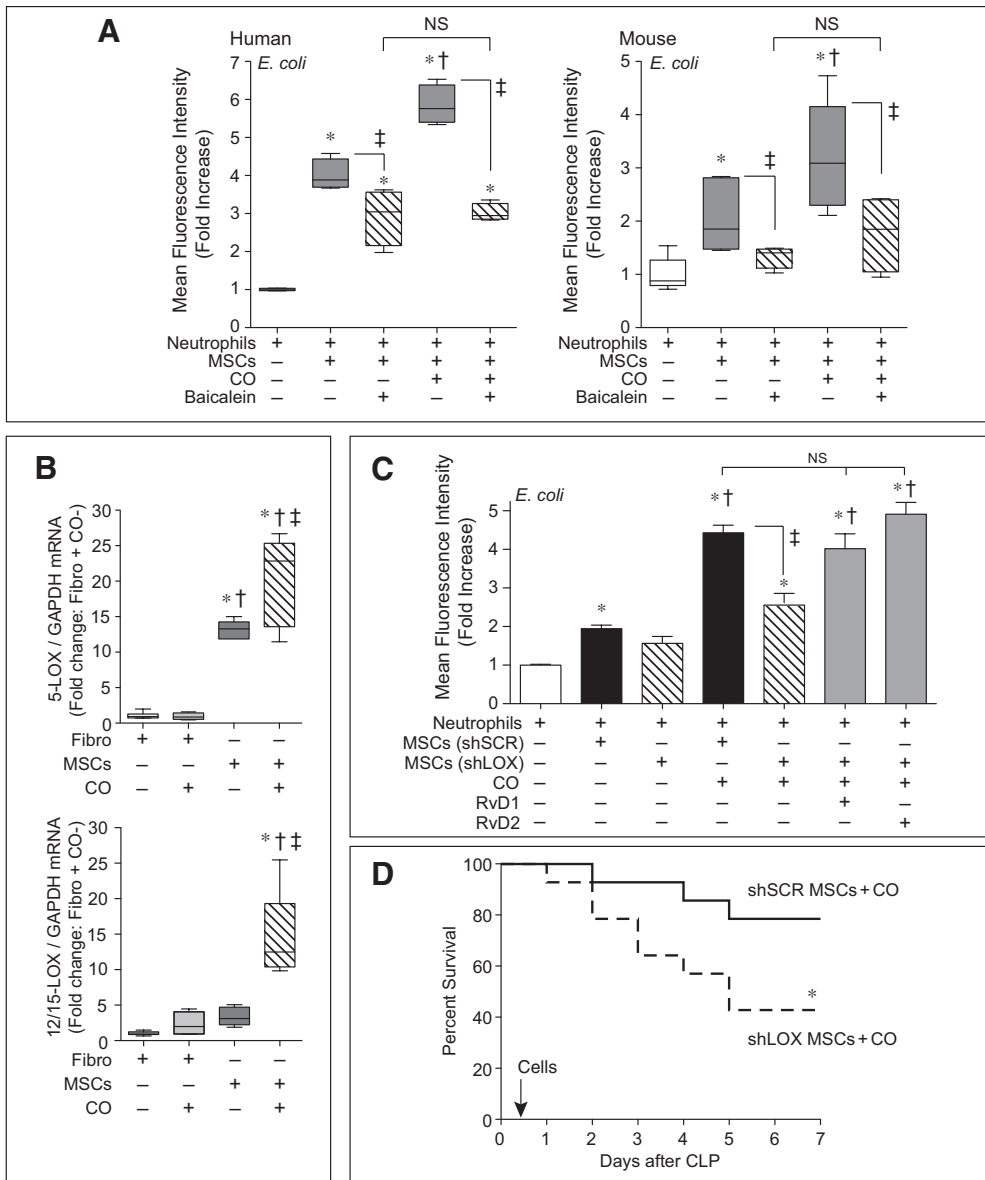 A
NS
NS
Human
Mouse
E. coli
E. coli
Mean Fluorescence Intensity
(Fold Increase)
7
6
5
4
3
2
1
0
* ‡ * *† ‡ *
Mean Fluorescence Intensity
(Fold Increase)
5
4
3
2
1
0
* ‡ *† ‡
Neutrophils + + + + +
MSCs – + + + +
CO – – – + +
Baicalein – – + – +
Neutrophils + + + + +
MSCs – + + + +
CO – – – + +
Baicalein – – + – +
B
5-LOX / GAPDH mRNA
(Fold change: Fibro + CO-)
30
25
20
15
10
5
0
*† *†‡
Fibro + + – –
MSCs – – + +
CO – + – +
12/15-LOX / GAPDH mRNA
(Fold change: Fibro + CO-)
30
25
20
15
10
5
0
*†‡
Fibro + + – –
MSCs – – + +
CO – + – +
C
NS
E. coli
Mean Fluorescence Intensity
(Fold Increase)
5
4
3
2
1
0
* *† ‡ * *† *†
Neutrophils + + + + + + +
MSCs (shSCR) – + – + – – –
MSCs (shLOX) – – + – + + +
CO – – – + + + +
RvD1 – – – – – + –
RvD2 – – – – – – +
D
Percent Survival
100
80
60
40
20
0
shSCR MSCs + CO
*
shLOX MSCs + CO
Cells
0 1 2 3 4 5 6 7
Days after CLP